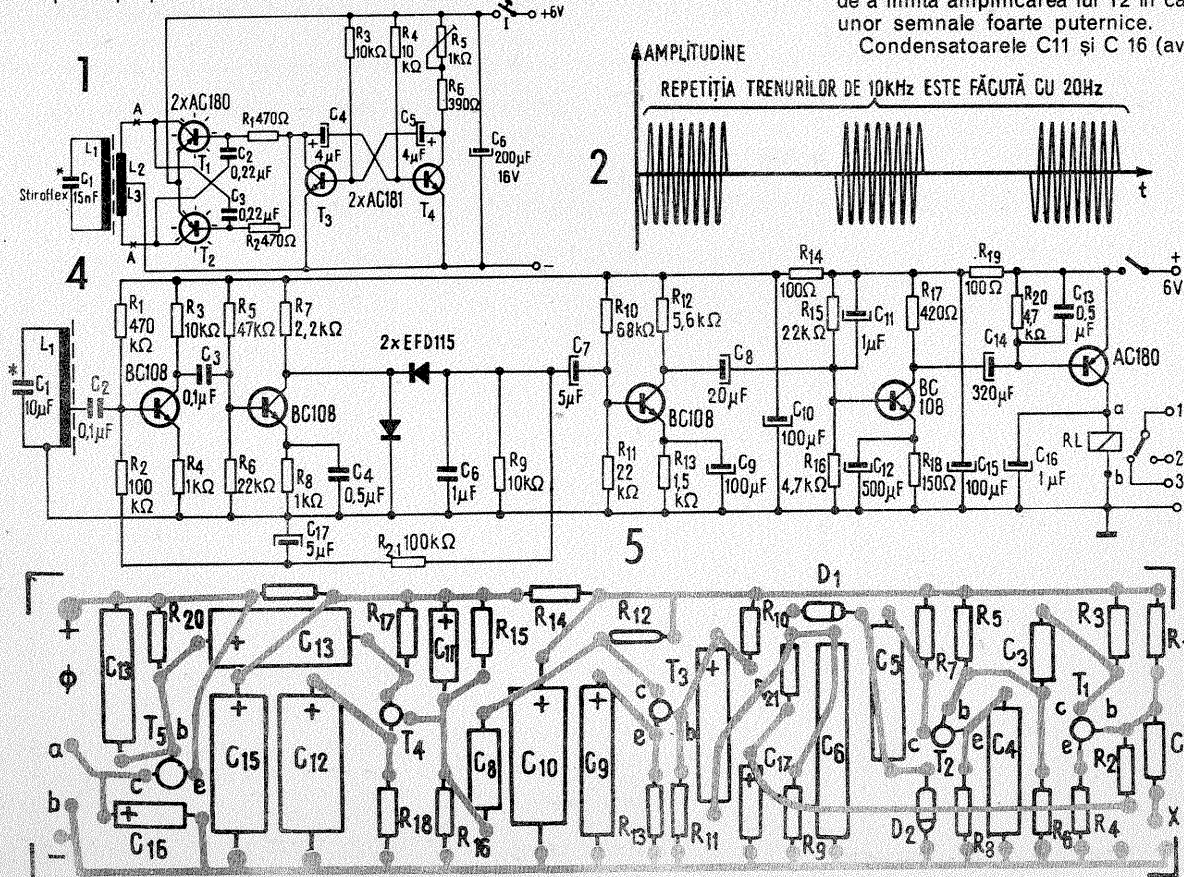 de a limita amplificarea lui T2 în ca
unor semnale foarte puternice.
Condensatoarele C11 și C 16 (av
1
2xAC180
A
L1
*
C1
Stiroflex 15nF
L2
L3
A
T1
T2
R1 470Ω
C2
0,22µF
C3
0,22µF
R2 470Ω
C4
+
4µF
T3
2xAC181
R3
10kΩ
R4
10
kΩ
C5
4µF
+
T4
R5
1kΩ
R6
390Ω
C6
200µF
16V
I
+6V
-
2
AMPLITUDINE
REPETIȚIA TRENURILOR DE 10kHz ESTE FĂCUTĂ CU 20Hz
t
4
L1
*
C1
10µF
C2
0,1µF
R1
470
kΩ
R2
100
kΩ
R3
10kΩ
BC108
R4
1kΩ
C3
0,1µF
R5
47kΩ
R6
22kΩ
R7
2,2kΩ
BC108
R8
1kΩ
C4
0,5µF
C17
5µF
2xEFD115
C6
1µF
R9
10kΩ
R21 100kΩ
C7
5µF
R10
68kΩ
R11
22
kΩ
R12
5,6kΩ
BC108
R13
1,5
kΩ
C8
20µF
C9
100µF
C10
100µF
R14
100Ω
R15
22kΩ
C11
1µF
R16
4,7kΩ
C12
500µF
R17
420Ω
BC
108
R18
150Ω
C15
100µF
C14
320µF
R19
100Ω
R20
4,7
kΩ
C13
0,5
µF
AC180
C16
1µF
a
RL
b
1
2
3
+
6V
5
+
Φ
a
b
-
C13
R20
T5
b
c
e
C13
+
C16
+
C15
+
C12
+
R17
T4
R18
C11
+
R15
R16
R14
C8
C10
+
C9
+
R12
c
e
b
T3
R13
R11
+
R10
D1
21
C17
+
R9
C6
C5
D2
R7
c
b
e
T2
R5
R8
C4
C3
R6
R3
T1
c
b
e
R4
R2
R
C
X